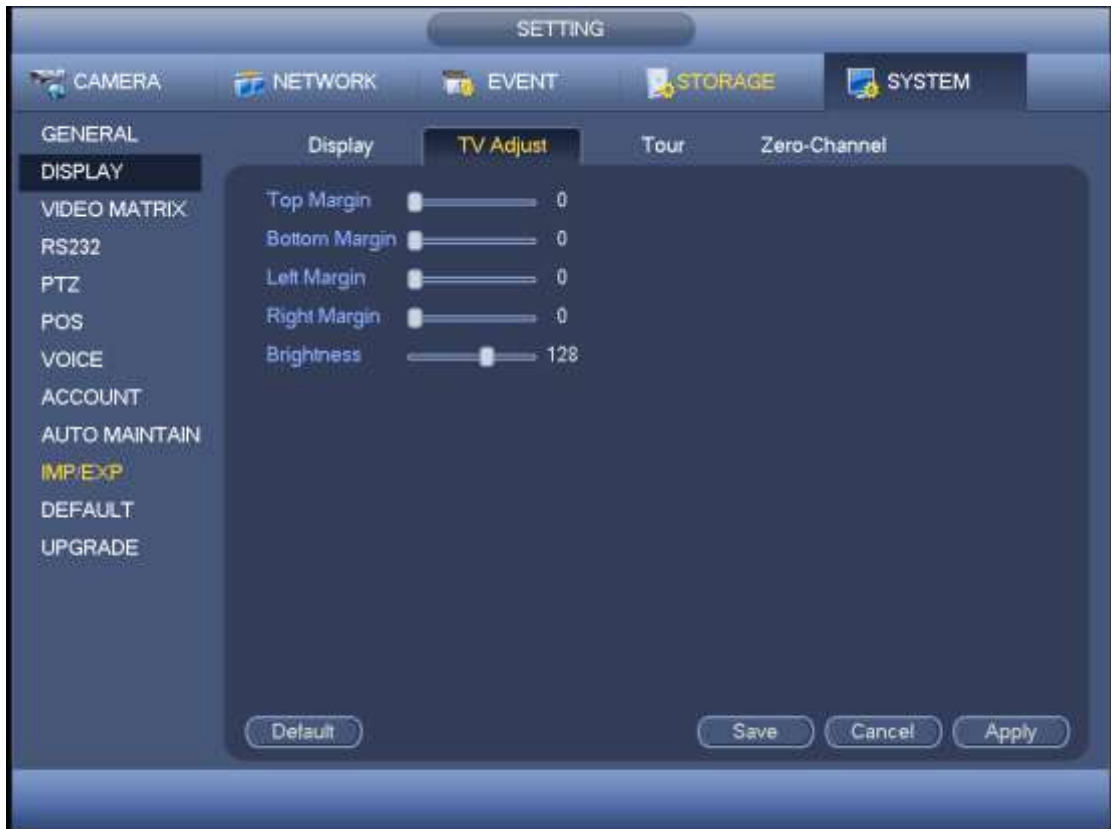 SETTING
CAMERA NETWORK EVENT STORAGE SYSTEM
GENERAL
DISPLAY
VIDEO MATRIX
RS232
PTZ
POS
VOICE
ACCOUNT
AUTO MAINTAIN
IMP/EXP
DEFAULT
UPGRADE
Display TV Adjust Tour Zero-Channel
Top Margin 0
Bottom Margin 0
Left Margin 0
Right Margin 0
Brightness 128
Default Save Cancel Apply